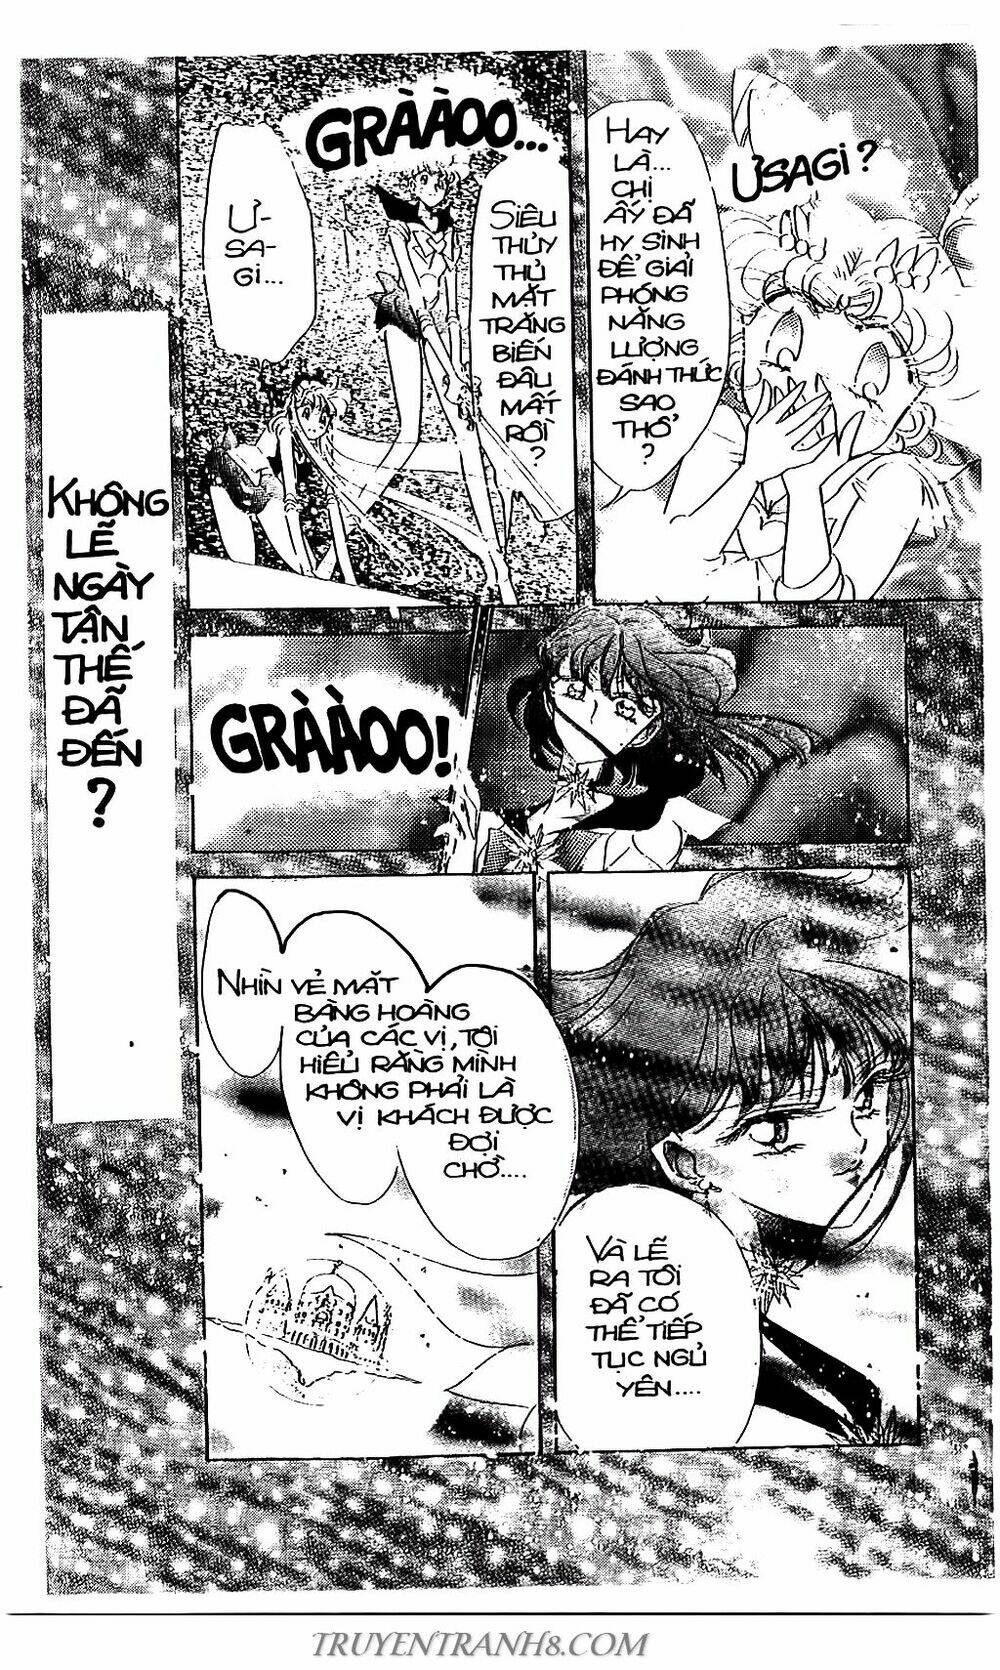 ƯSAGI?
HAY
LÀ...
CHỊ
ẤY ĐÃ
HY SINH
ĐỂ GIẢI
PHÓNG
NĂNG
LƯỢNG
ĐÁNH THỨC
SAO
THỔ
?
GRÀÀOO...
SIÊU
THỦY
THỦ
MẶT
TRĂNG
BIẾN
ĐÂU
MẤT
RỒI
?
Ư-
SA-
GI...
KHÔNG
LẼ
NGÀY
TẬN
THẾ
ĐÃ
ĐẾN
?
GRÀÀOO!
VÀ LẼ
RA TÔI
ĐÃ CÓ
THỂ TIẾP
TỤC NGỦ
YÊN....
NHÌN VẺ MẶT
BÀNG HOÀNG
CỦA CÁC VỊ, TÔI
HIỂU RẰNG MÌNH
KHÔNG PHẢI LÀ
VỊ KHÁCH ĐƯỢC
ĐỢI
CHỜ....
TRUYENTRANH8.COM